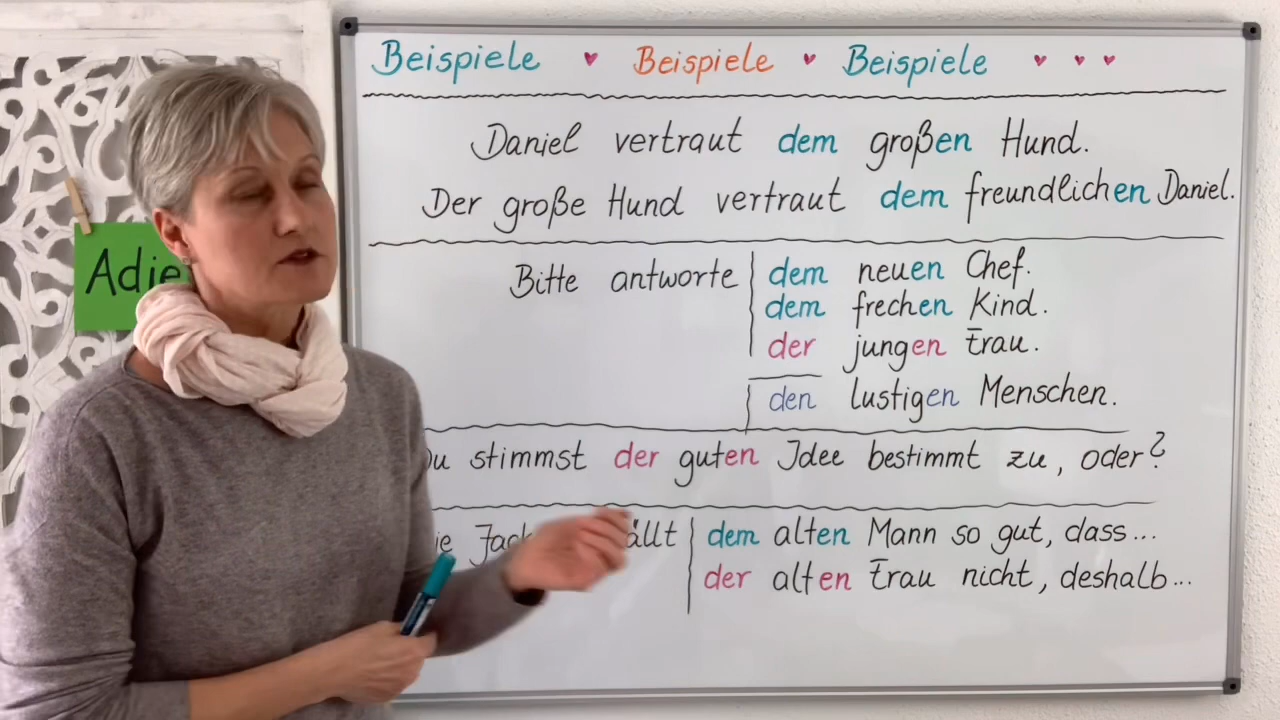 Beispiele ♥ Beispiele ♥ Beispiele ♥ ♥ ♥
Daniel vertraut dem großen Hund.
Der große Hund vertraut dem freundlichen Daniel.
Adje
Bitte antworte dem neuen Chef.
dem frechen Kind.
der jungen Frau.
den lustigen Menschen.
Du stimmst der guten Idee bestimmt zu, oder?
dem alten Mann so gut, dass...
der alten Frau nicht, deshalb...